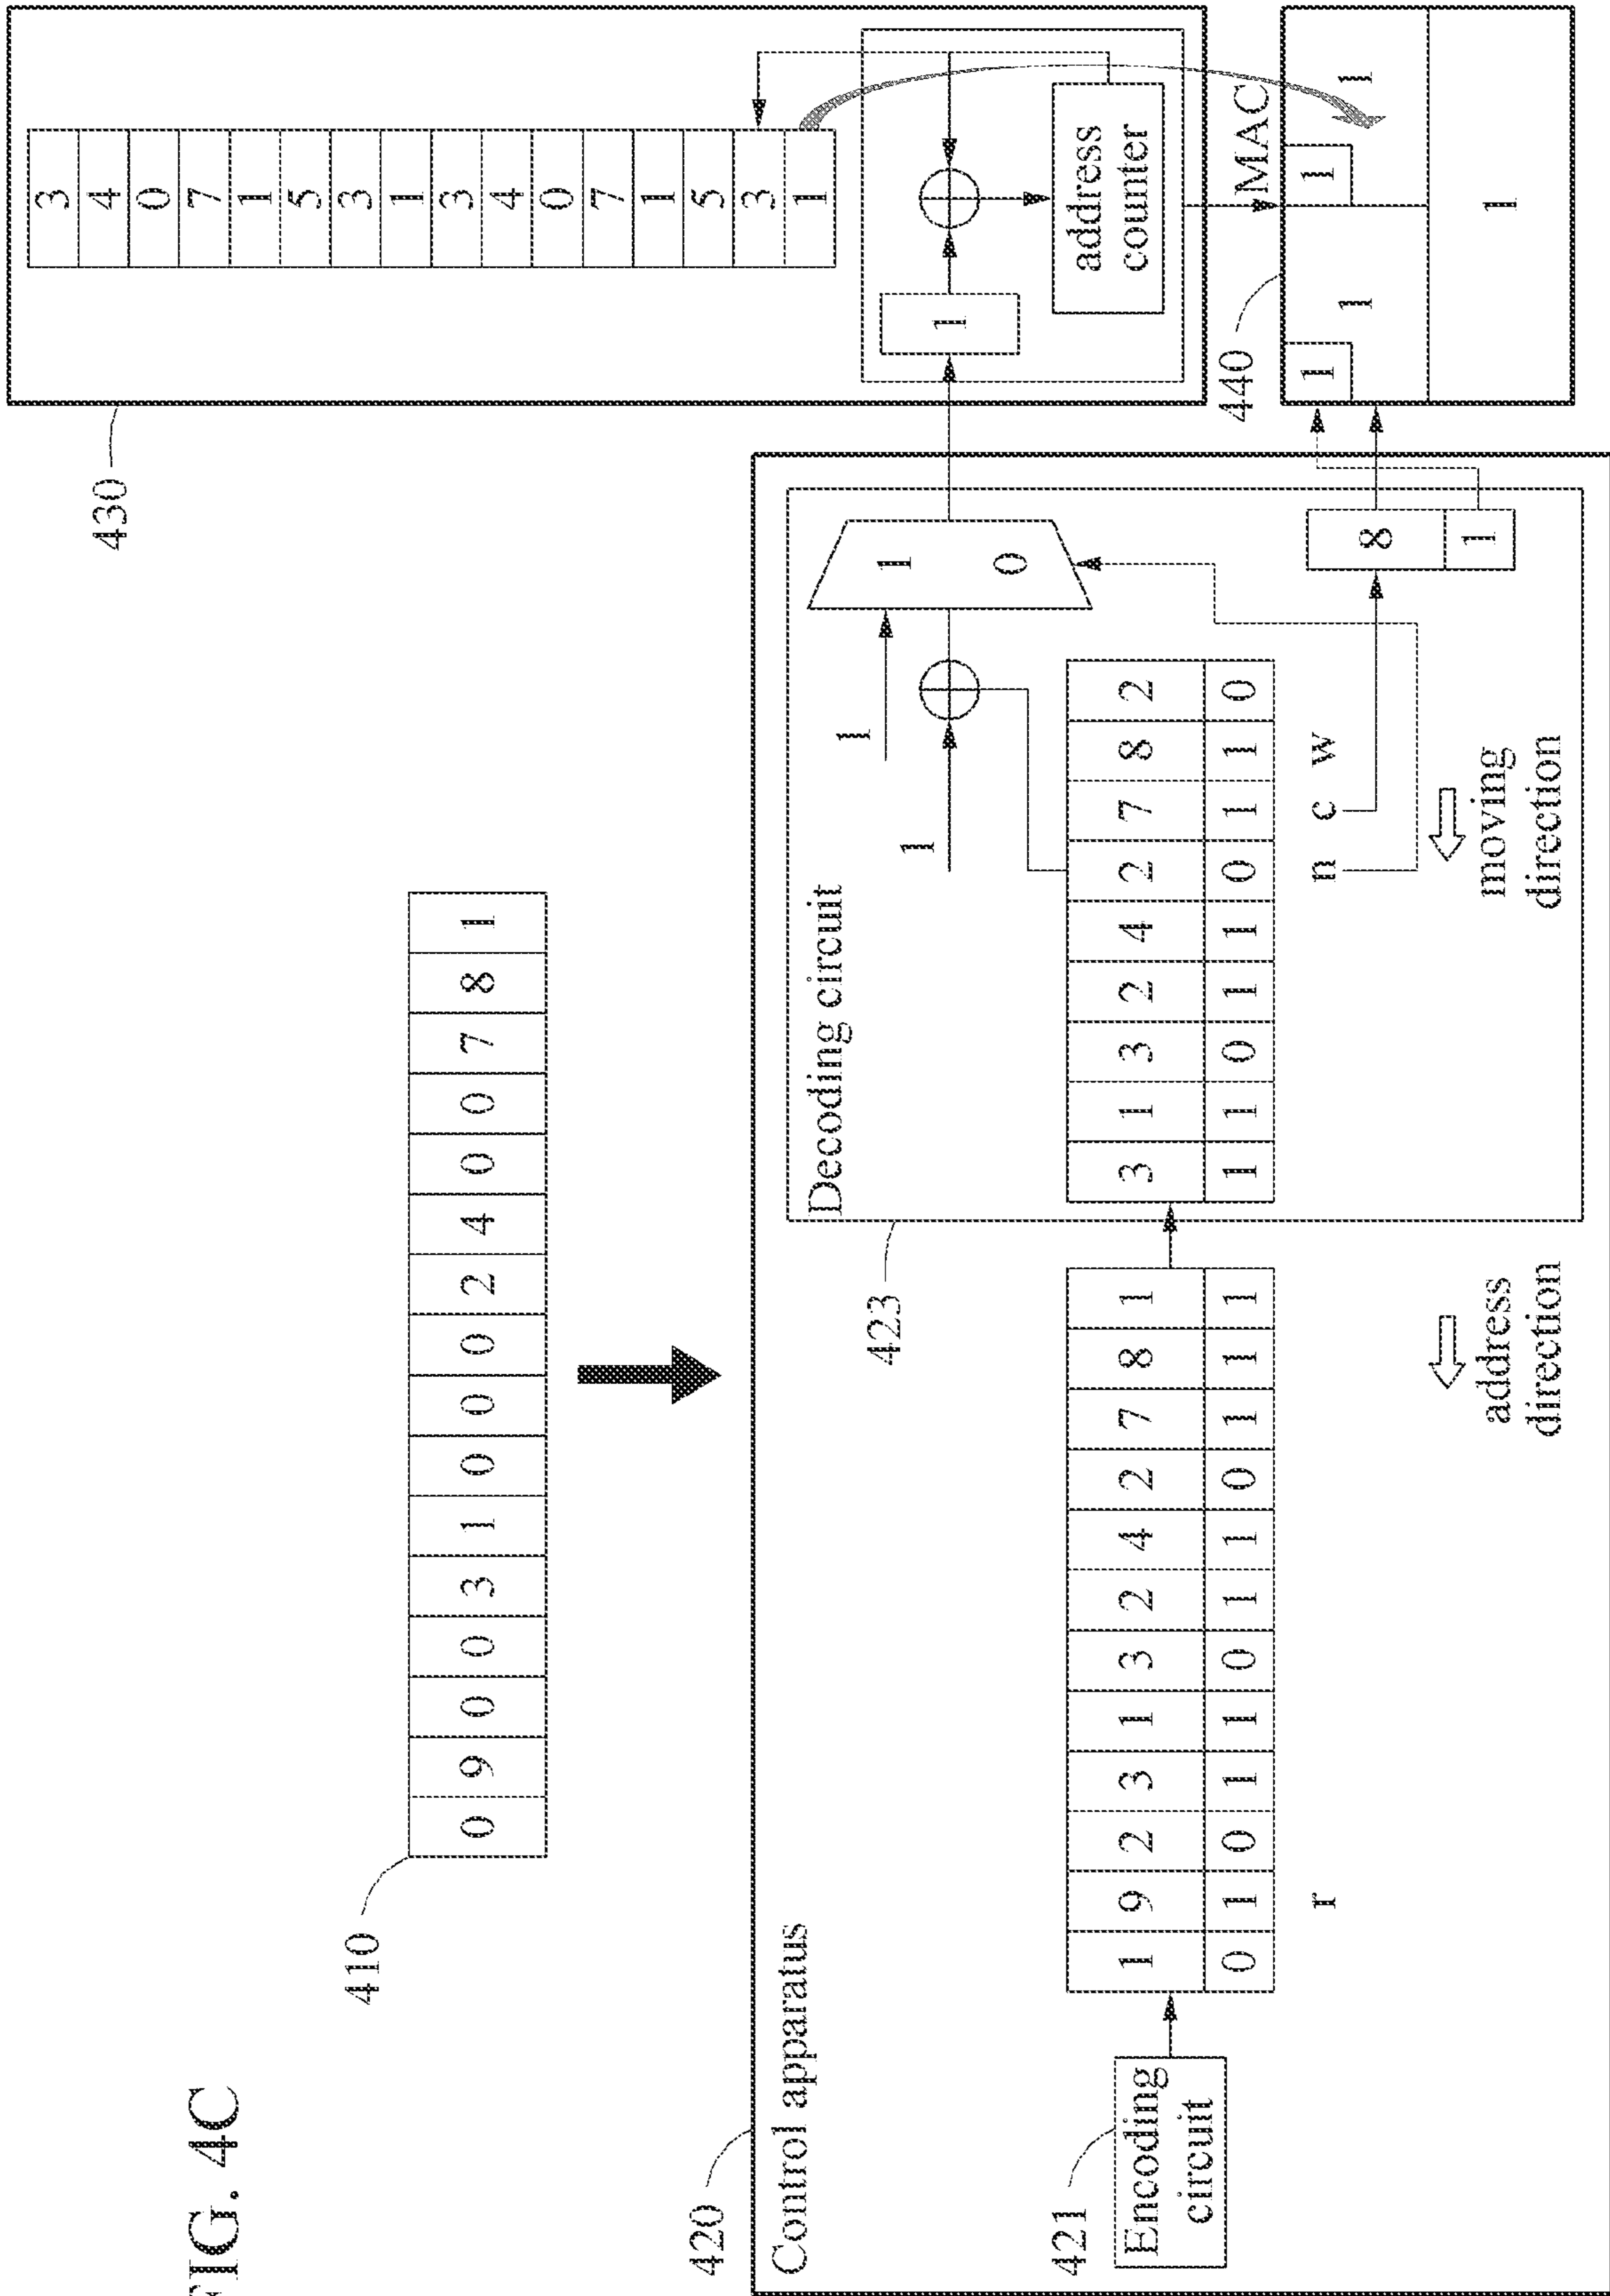 FIG. 4C
410
0 9 0 0 3 1 0 0 0 2 4 0 0 7 8 1
420
Control apparatus
421
Encoding
circuit
1 9 2 3 1 3 2 4 2 7 8 1
0 1 0 1 1 0 1 1 0 1 1 1
r
address
direction
423
Decoding circuit
1
1
1
0
3 1 3 2 4 2 7 8 2
1 1 0 1 1 0 1 1 0
n c w
8
1
moving
direction
430
3
4
0
7
1
5
3
1
3
4
0
7
1
5
3
1
1
address
counter
440
MAC
1
1
1
1
1